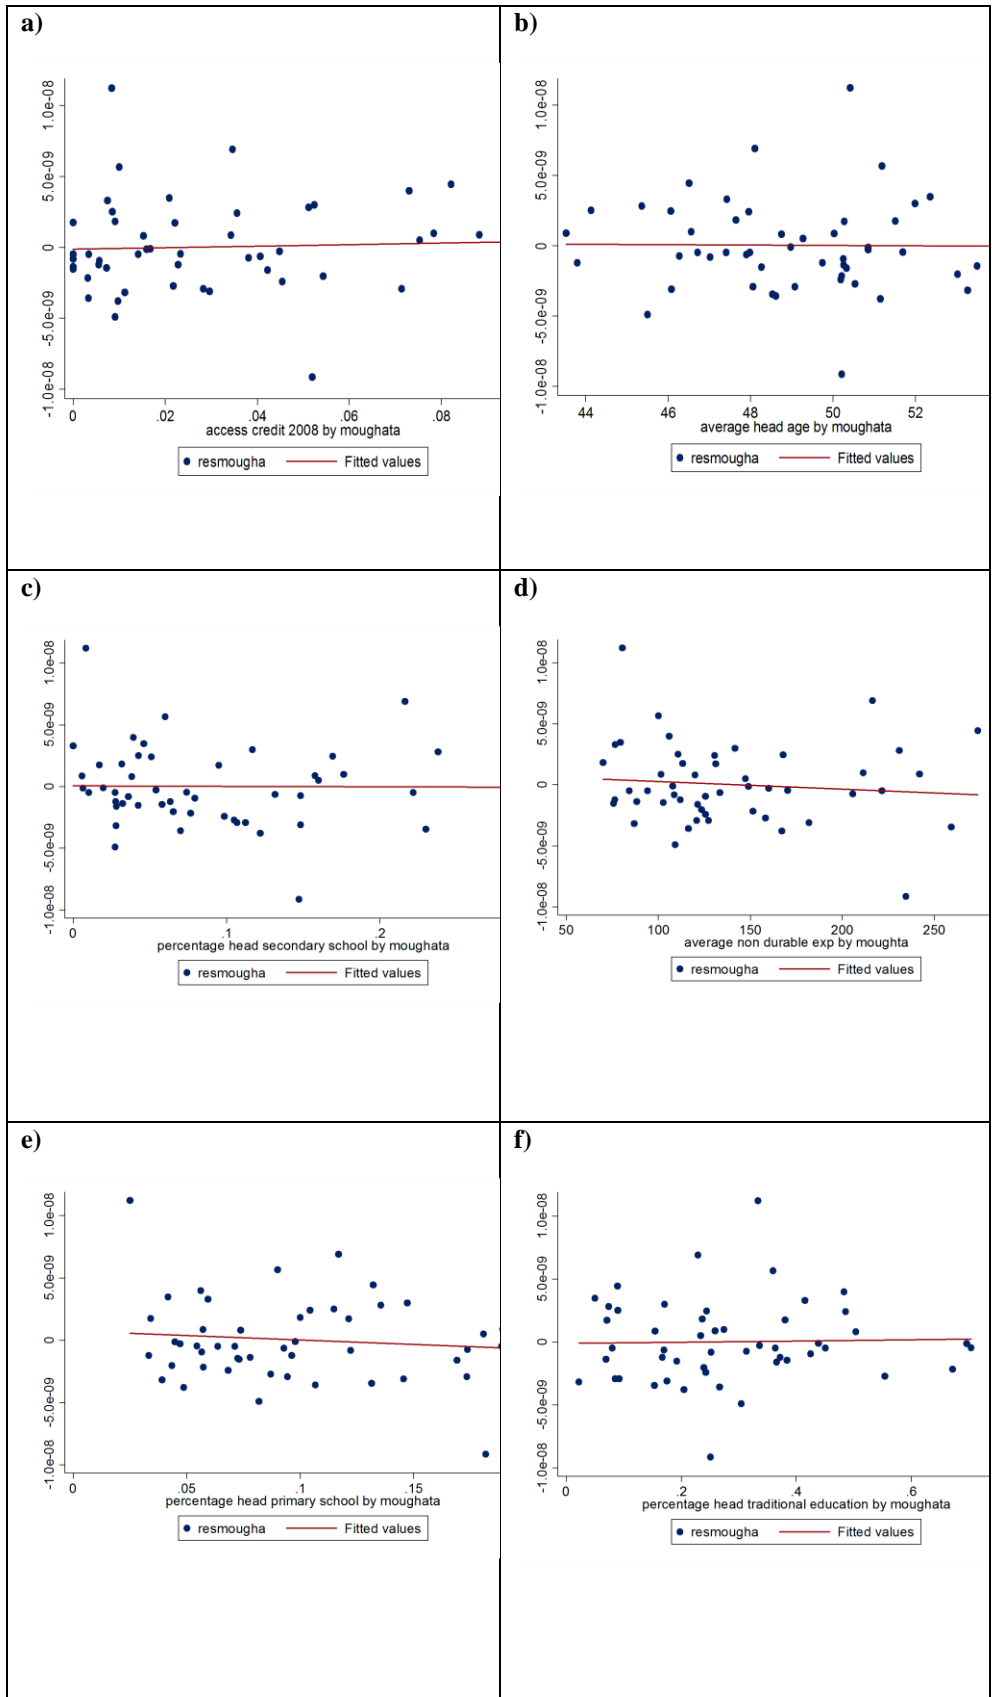 a)
1.0e-08
5.0e-09
0
-5.0e-09
-1.0e-08
0 .02 .04 .06 .08
access credit 2008 by moughata
resmougha Fitted values
b)
1.0e-08
5.0e-09
0
-5.0e-09
-1.0e-08
44 46 48 50 52
average head age by moughata
resmougha Fitted values
c)
1.0e-08
5.0e-09
0
-5.0e-09
-1.0e-08
0 .1 .2
percentage head secondary school by moughata
resmougha Fitted values
d)
1.0e-08
5.0e-09
0
-5.0e-09
-1.0e-08
50 100 150 200 250
average non durable exp by moughta
resmougha Fitted values
e)
1.0e-08
5.0e-09
0
-5.0e-09
-1.0e-08
0 .05 .1 .15
percentage head primary school by moughata
resmougha Fitted values
f)
1.0e-08
5.0e-09
0
-5.0e-09
-1.0e-08
0 .2 .4 .6
percentage head traditional education by moughata
resmougha Fitted values